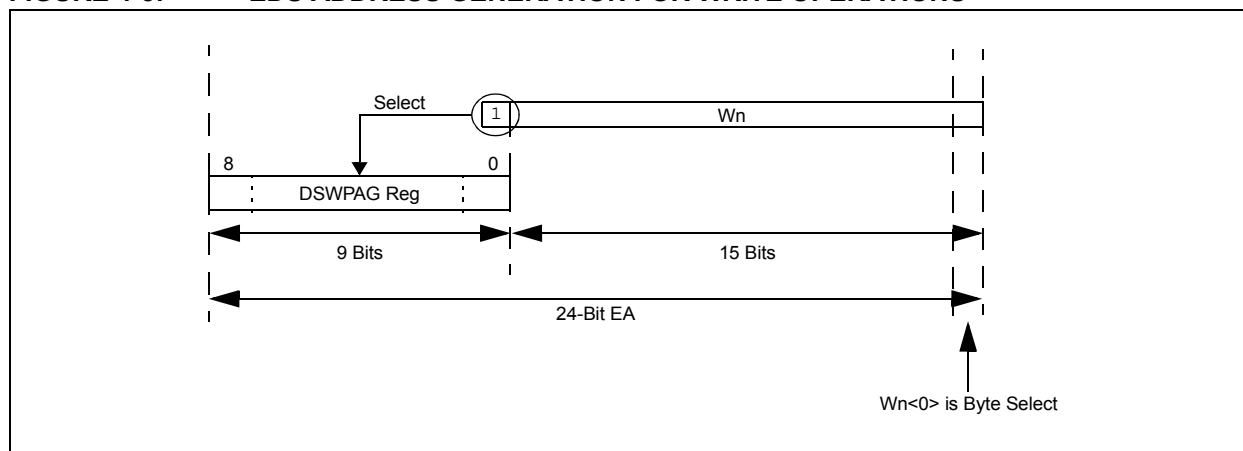 Select
1
Wn
8
0
DSWPAG Reg
9 Bits
15 Bits
24-Bit EA
Wn<0> is Byte Select